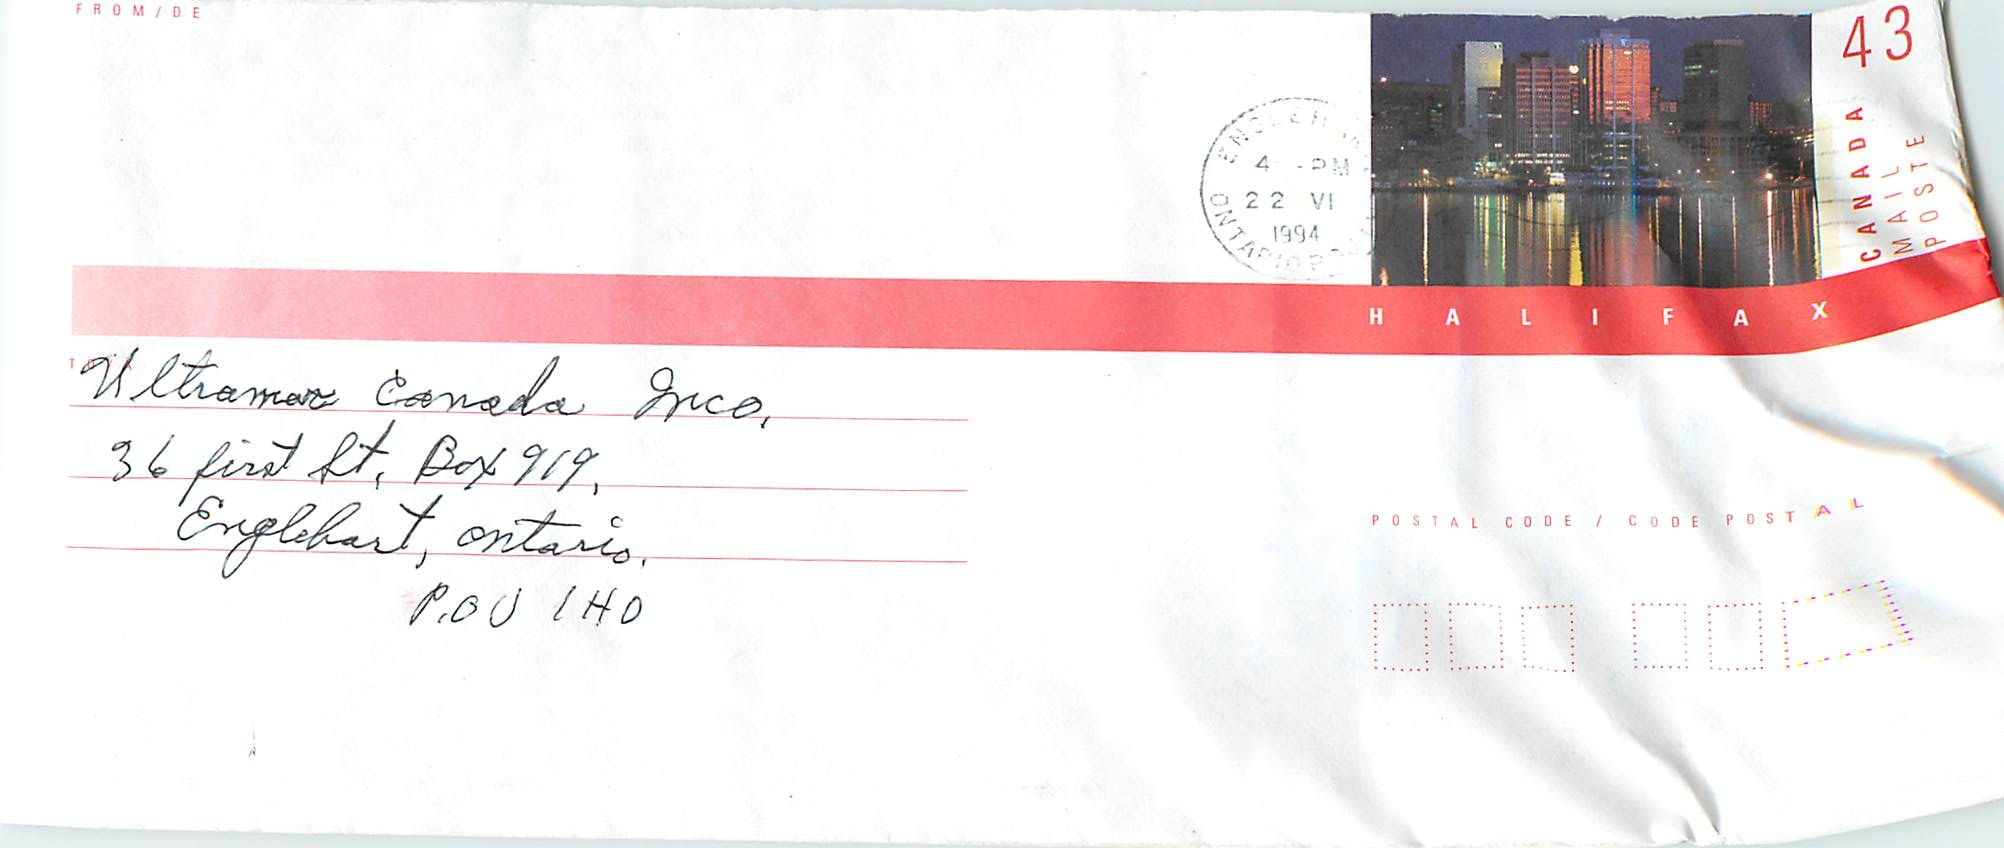 FROM/DE
43
CANADA
MAIL
POSTE
4 -PM
22 VI
1994
ONTARIO
HALIFAX
Ultramar Canada Inco,
36 first St, Box 919,
Englehart, Ontario,
P.O U 1H0
POSTAL CODE / CODE POSTAL